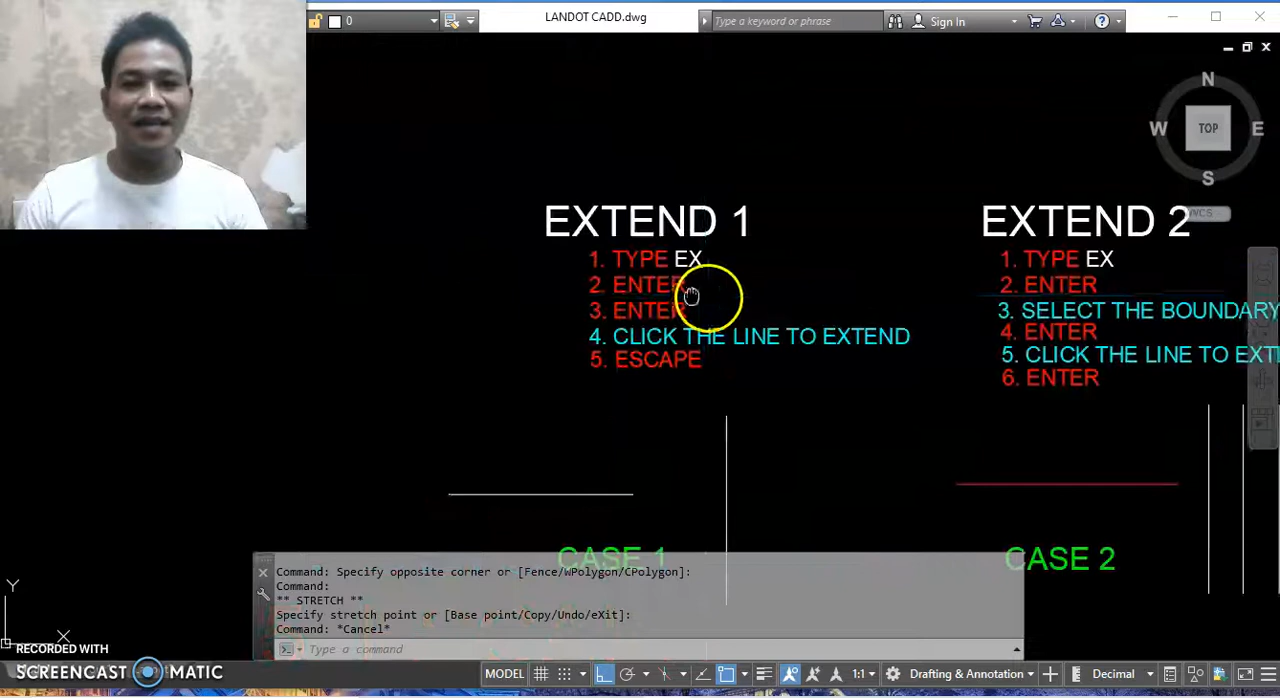 0
LANDOT CADD.dwg
Type a keyword or phrase
Sign In
N
W TOP E
S
EXTEND 1
1. TYPE EX
2. ENTER
3. ENTER
4. CLICK THE LINE TO EXTEND
5. ESCAPE
EXTEND 2
1. TYPE EX
2. ENTER
3. SELECT THE BOUNDARY
4. ENTER
5. CLICK THE LINE TO EXTE
6. ENTER
CASE 1
CASE 2
Command: Specify opposite corner or [Fence/WPolygon/CPolygon]:
Command:
** STRETCH **
Specify stretch point or [Base point/Copy/Undo/eXit]:
Command: *Cancel*
Type a command
Y
X
RECORDED WITH
SCREENCAST MATIC
MODEL
1:1
Drafting & Annotation
Decimal